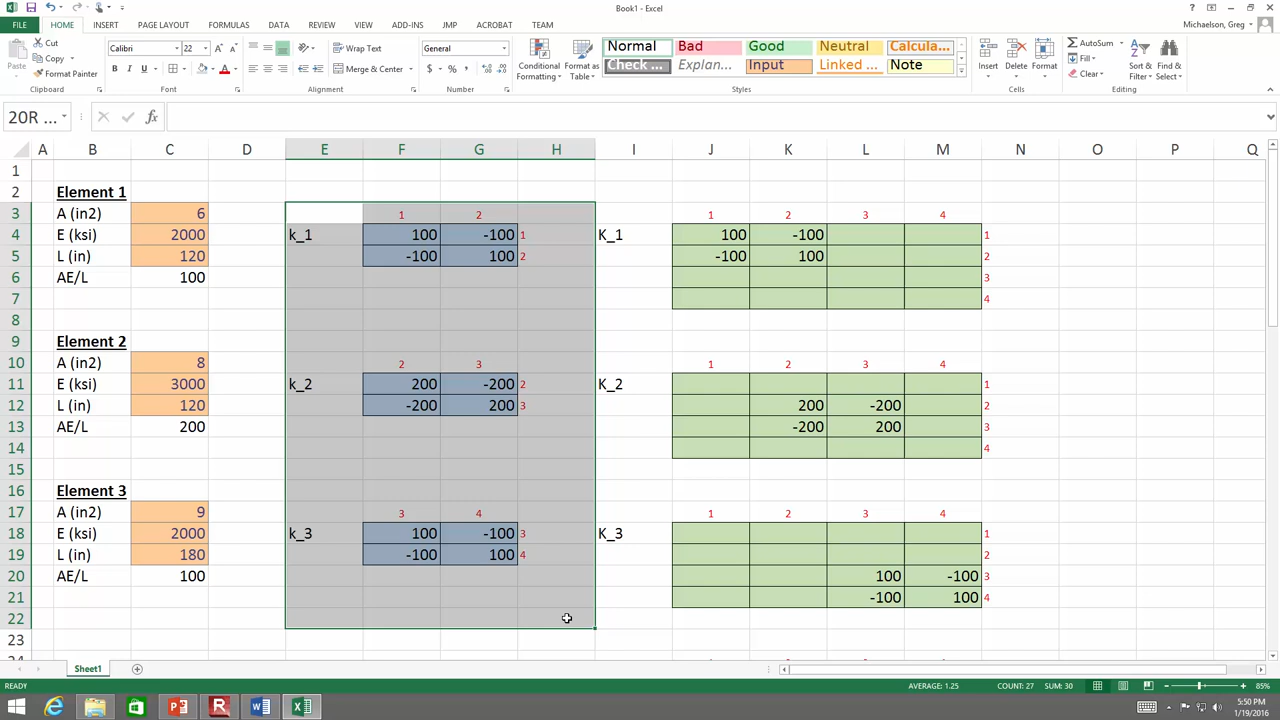 Book1 - Excel
FILE HOME INSERT PAGE LAYOUT FORMULAS DATA REVIEW VIEW ADD-INS JMP ACROBAT TEAM Michaelson, Greg
Paste Cut Copy Format Painter Clipboard
Calibri 22 B I U Font
Wrap Text Merge & Center Alignment
General $ % , Number
Conditional Formatting Format as Table
Normal Bad Good Neutral Calcula...
Check ... Explan... Input Linked ... Note
Styles
Insert Delete Format Cells
AutoSum Fill Clear Sort & Filter Find & Select Editing
20R ... fx
A B C D E F G H I J K L M N O P Q
1
2 Element 1
3 A (in2) 6 1 2 1 2 3 4
4 E (ksi) 2000 k_1 100 -100 1 K_1 100 -100 1
5 L (in) 120 -100 100 2 -100 100 2
6 AE/L 100 3
7 4
8
9 Element 2
10 A (in2) 8 2 3 1 2 3 4
11 E (ksi) 3000 k_2 200 -200 2 K_2 1
12 L (in) 120 -200 200 3 200 -200 2
13 AE/L 200 -200 200 3
14 4
15
16 Element 3
17 A (in2) 9 3 4 1 2 3 4
18 E (ksi) 2000 k_3 100 -100 3 K_3 1
19 L (in) 180 -100 100 4 2
20 AE/L 100 100 -100 3
21 -100 100 4
22
23
Sheet1
READY AVERAGE: 1.25 COUNT: 27 SUM: 30 85%
5:50 PM
1/19/2016